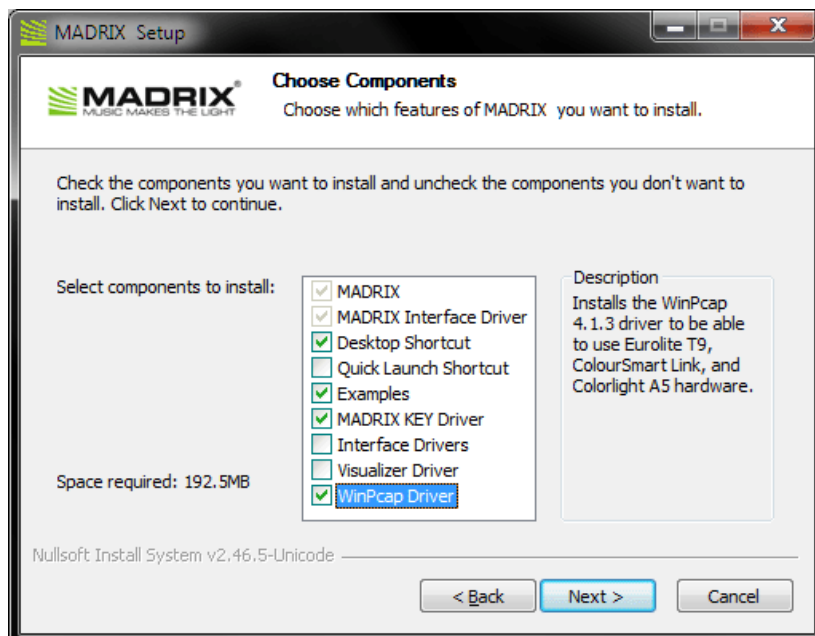 MADRIX Setup
MADRIX®
MUSIC MAKES THE LIGHT
Choose Components
Choose which features of MADRIX you want to install.
Check the components you want to install and uncheck the components you don't want to
install. Click Next to continue.
Select components to install:
MADRIX
MADRIX Interface Driver
Desktop Shortcut
Quick Launch Shortcut
Examples
MADRIX KEY Driver
Interface Drivers
Visualizer Driver
WinPcap Driver
Description
Installs the WinPcap
4.1.3 driver to be able
to use Eurolite T9,
ColourSmart Link, and
Colorlight A5 hardware.
Space required: 192.5MB
Nullsoft Install System v2.46.5-Unicode
< Back
Next >
Cancel